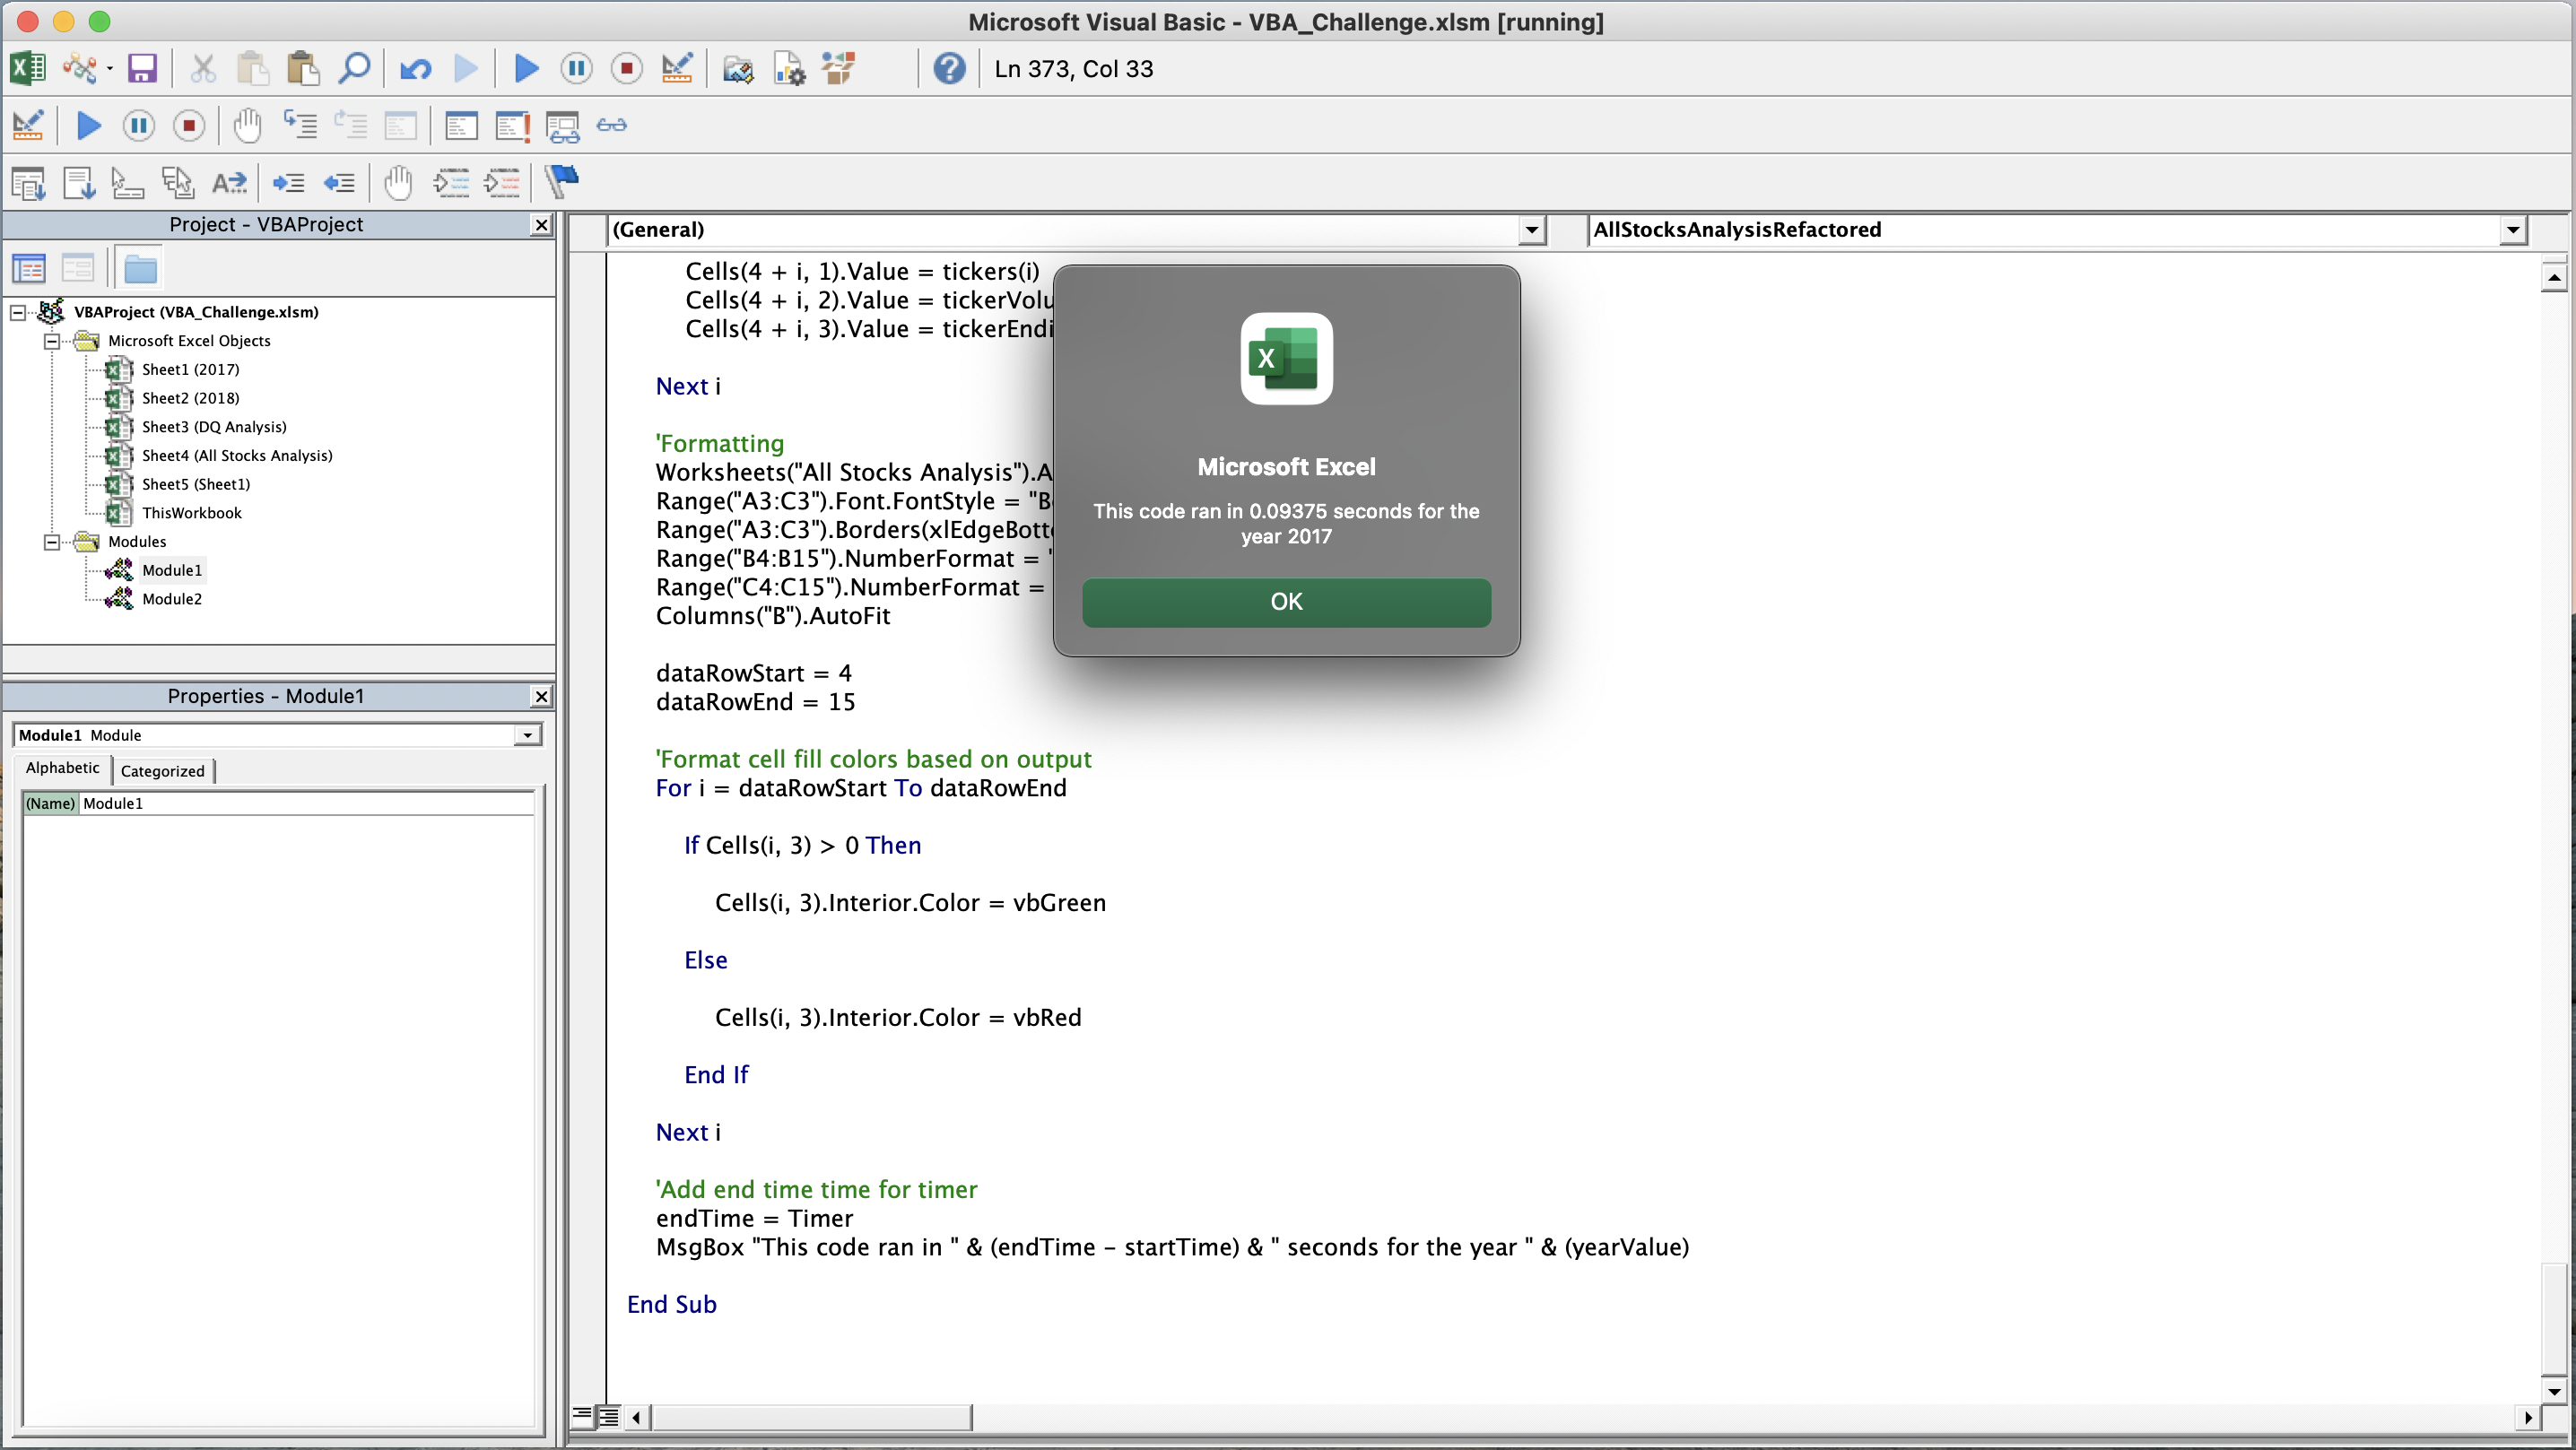 Microsoft Visual Basic - VBA_Challenge.xlsm [running]
Ln 373, Col 33
Project - VBAProject
VBAProject (VBA_Challenge.xlsm)
Microsoft Excel Objects
Sheet1 (2017)
Sheet2 (2018)
Sheet3 (DQ Analysis)
Sheet4 (All Stocks Analysis)
Sheet5 (Sheet1)
ThisWorkbook
Modules
Module1
Module2
Properties - Module1
Module1 Module
Alphabetic Categorized
(Name) Module1
(General)
AllStocksAnalysisRefactored
Cells(4 + i, 1).Value = tickers(i)
Cells(4 + i, 2).Value = tickerVolu
Cells(4 + i, 3).Value = tickerEndi
Next i
'Formatting
Worksheets("All Stocks Analysis").A
Range("A3:C3").Font.FontStyle = "B
Range("A3:C3").Borders(xlEdgeBott
Range("B4:B15").NumberFormat = "
Range("C4:C15").NumberFormat =
Columns("B").AutoFit
dataRowStart = 4
dataRowEnd = 15
'Format cell fill colors based on output
For i = dataRowStart To dataRowEnd
If Cells(i, 3) > 0 Then
Cells(i, 3).Interior.Color = vbGreen
Else
Cells(i, 3).Interior.Color = vbRed
End If
Next i
'Add end time time for timer
endTime = Timer
MsgBox "This code ran in " & (endTime - startTime) & " seconds for the year " & (yearValue)
End Sub
Microsoft Excel
This code ran in 0.09375 seconds for the
year 2017
OK